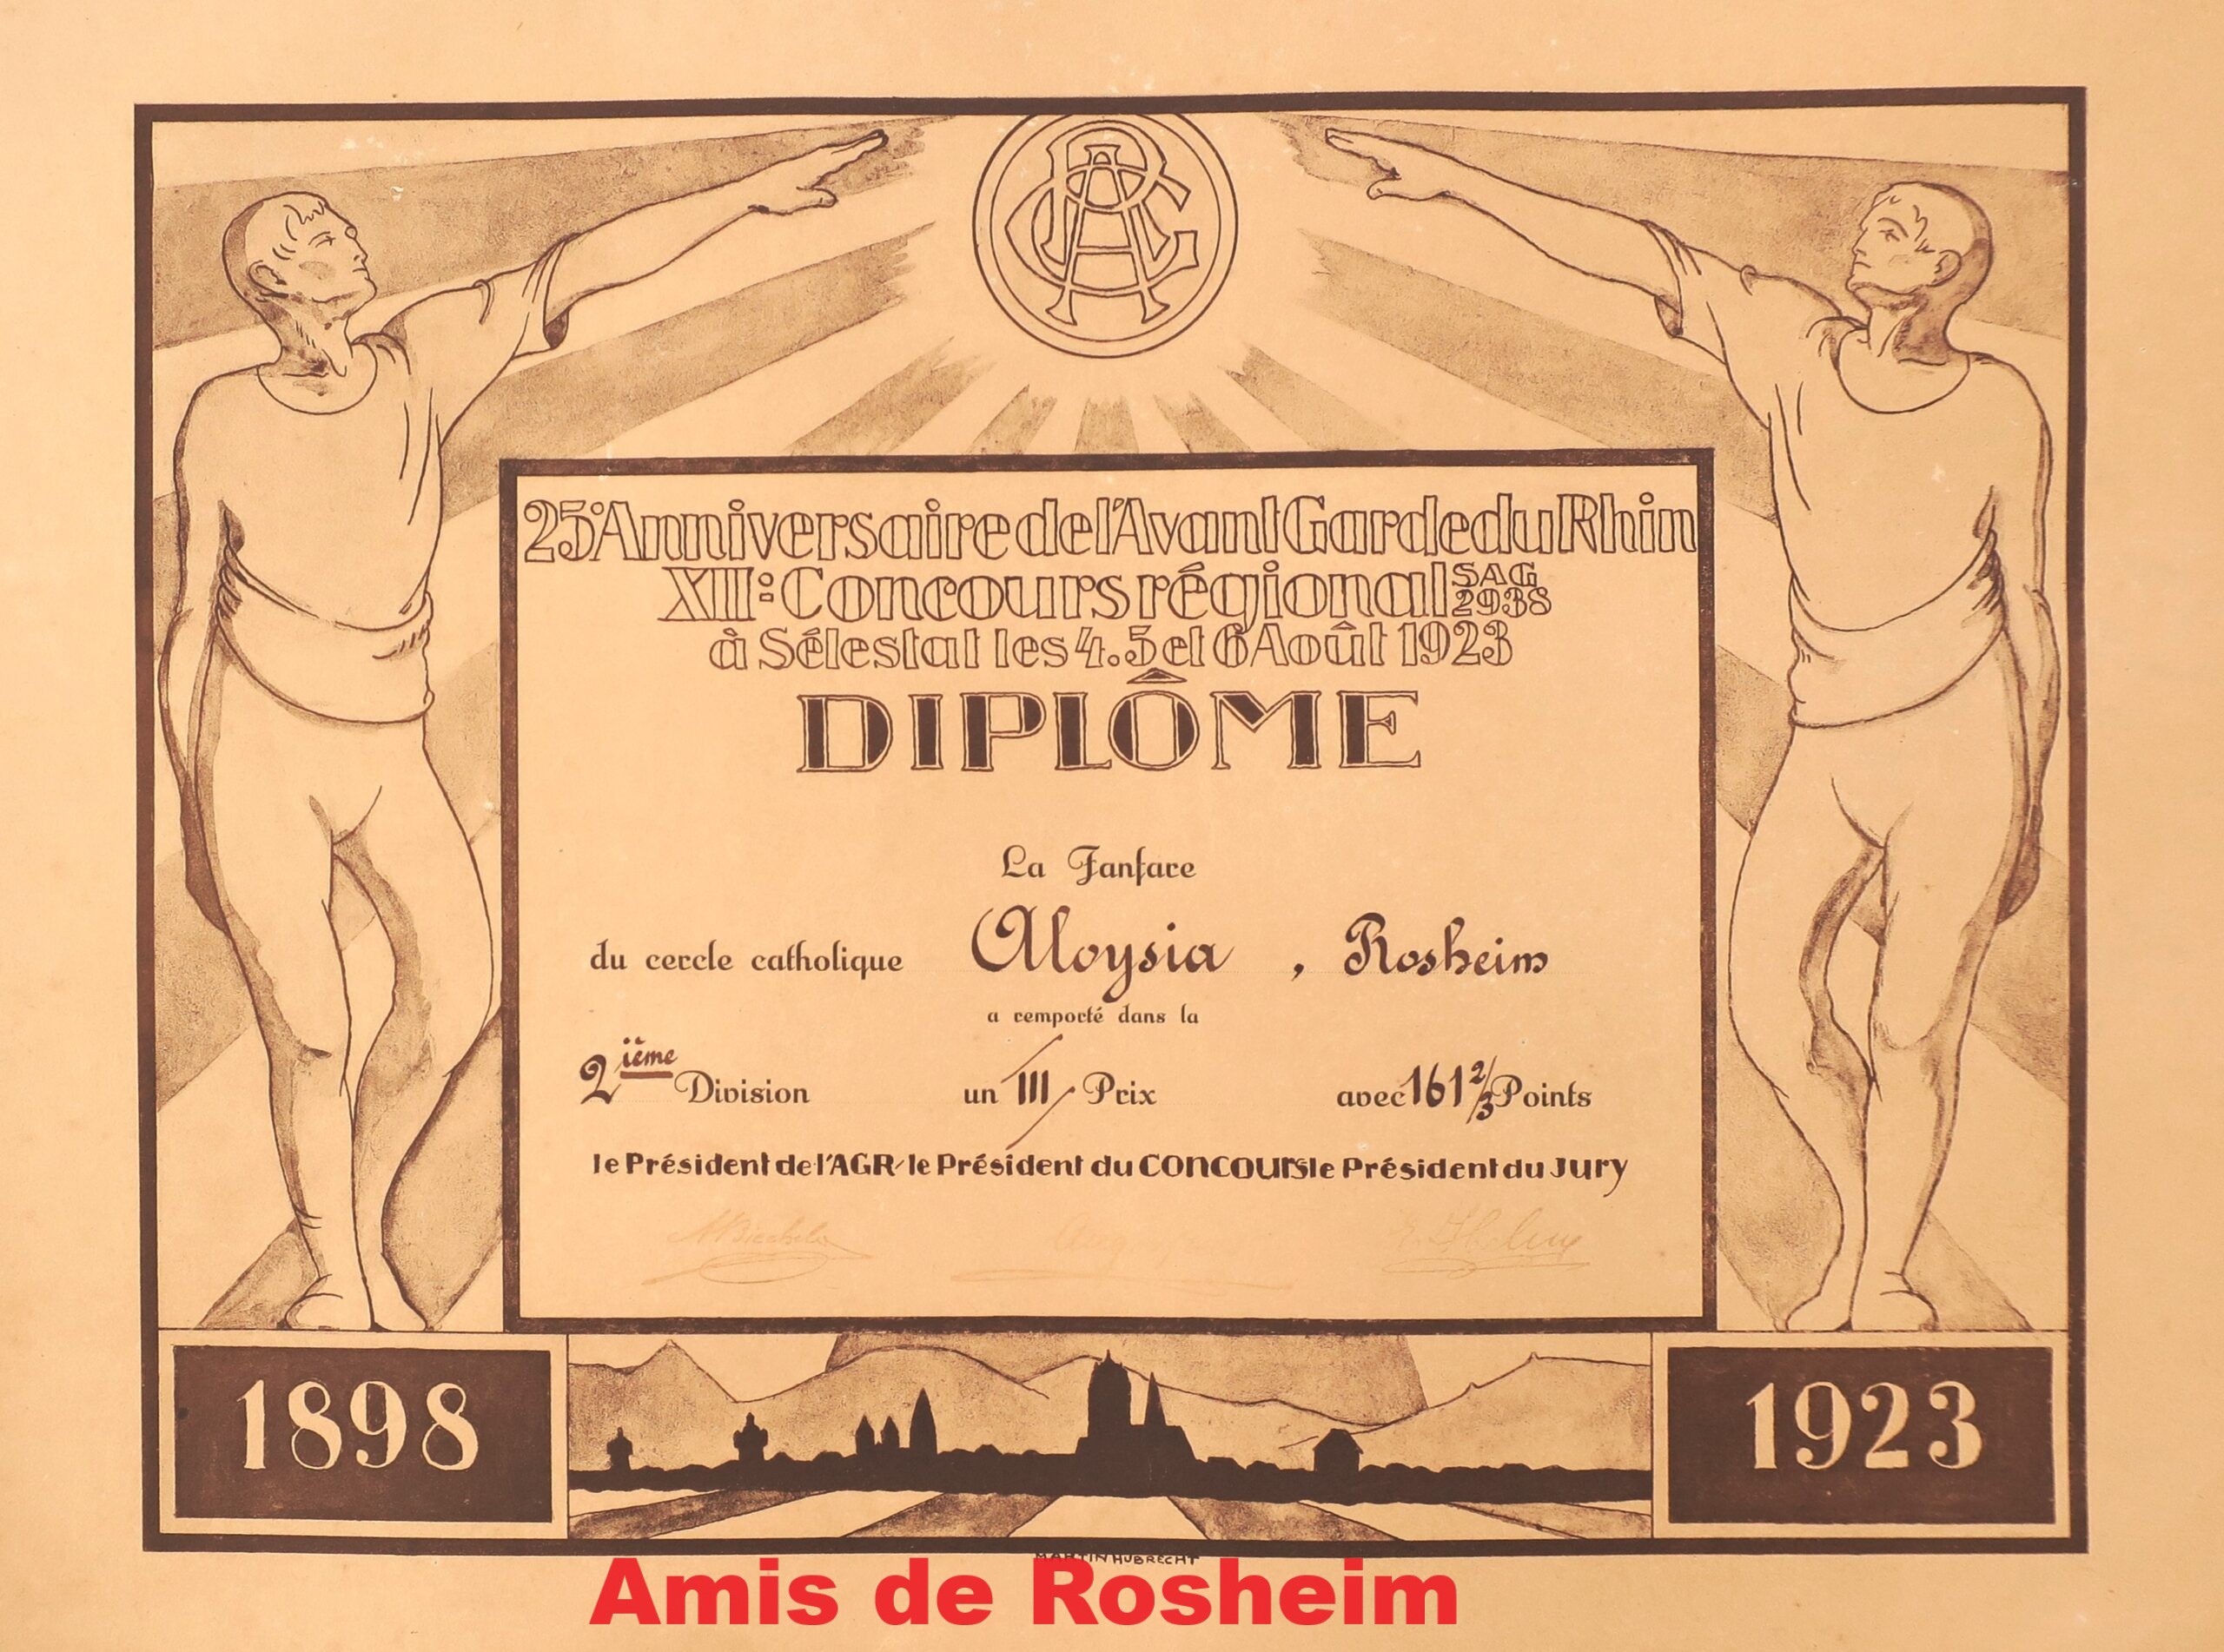 25e Anniversaire de l'Avant Garde du Rhin
XII: Concours régional SAG 2938
à Sélestat les 4. 5 et 6 Août 1923
DIPLÔME
La Fanfare
du cercle catholique Aloysia , Rosheim
a remporté dans la
2ième Division un III Prix avec 161 2/3 Points
le Président de l'AGR le Président du CONCOURS le Président du Jury
1898 1923
MARTIN HUBRECHT
Amis de Rosheim